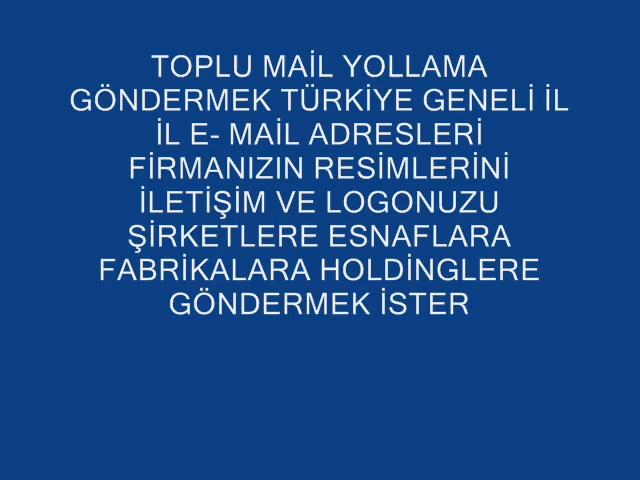 TOPLU MAİL YOLLAMA
GÖNDERMEK TÜRKİYE GENELİ İL
İL E- MAİL ADRESLERİ
FİRMANIZIN RESİMLERİNİ
İLETİŞİM VE LOGONUZU
ŞİRKETLERE ESNAFLARA
FABRİKALARA HOLDİNGLERE
GÖNDERMEK İSTER